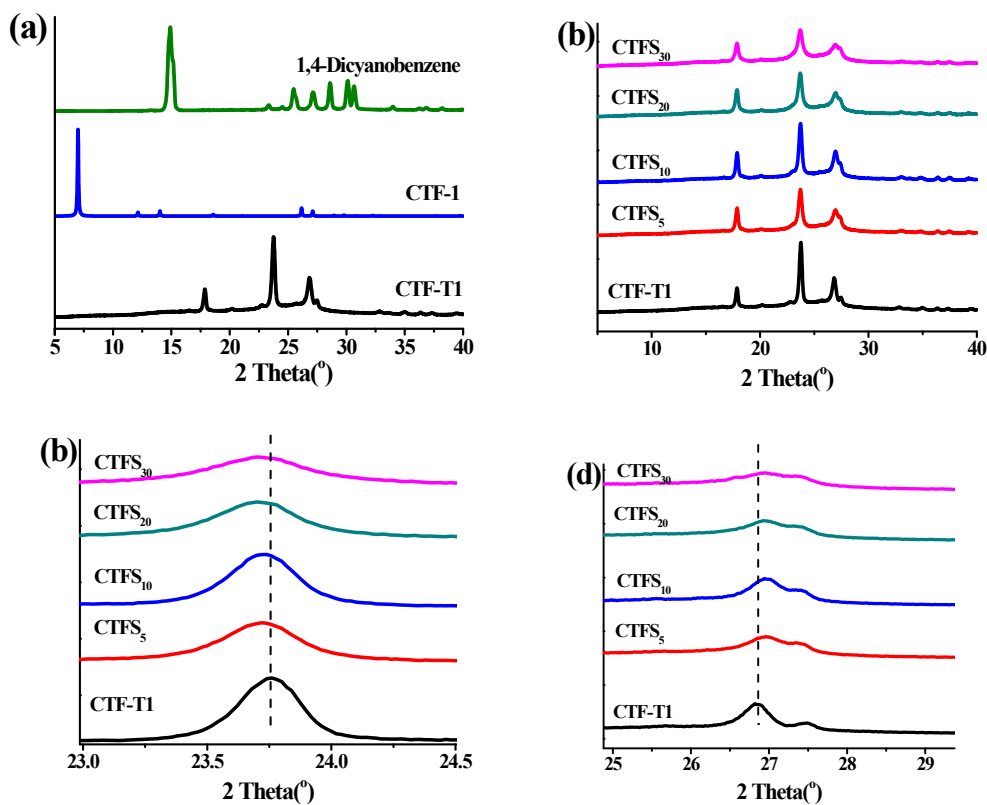 (a)
1,4-Dicyanobenzene
CTF-1
CTF-T1
5 10 15 20 25 30 35 40
2 Theta(°)
(b)
CTFS30
CTFS20
CTFS10
CTFS5
CTF-T1
10 20 30 40
2 Theta(°)
(b)
CTFS30
CTFS20
CTFS10
CTFS5
CTF-T1
23.0 23.5 24.0 24.5
2 Theta(°)
(d)
CTFS30
CTFS20
CTFS10
CTFS5
CTF-T1
25 26 27 28 29
2 Theta(°)